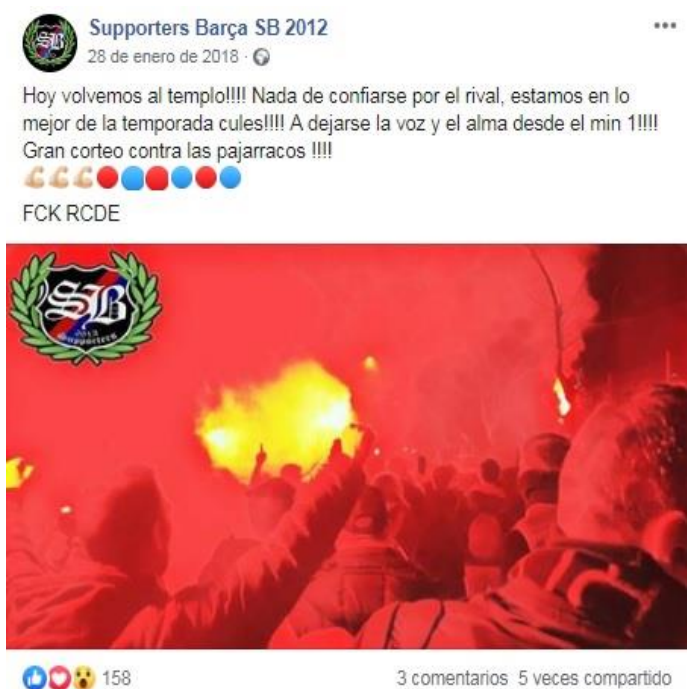 Supporters Barça SB 2012
28 de enero de 2018 ·
Hoy volvemos al templo!!!! Nada de confiarse por el rival, estamos en lo
mejor de la temporada cules!!!! A dejarse la voz y el alma desde el min 1!!!!
Gran corteo contra las pajarracos !!!!
💪🏼💪🏼💪🏼🔴🔵🔴🔵🔴🔵
FCK RCDE
SB
2012
Supporters
158
3 comentarios 5 veces compartido